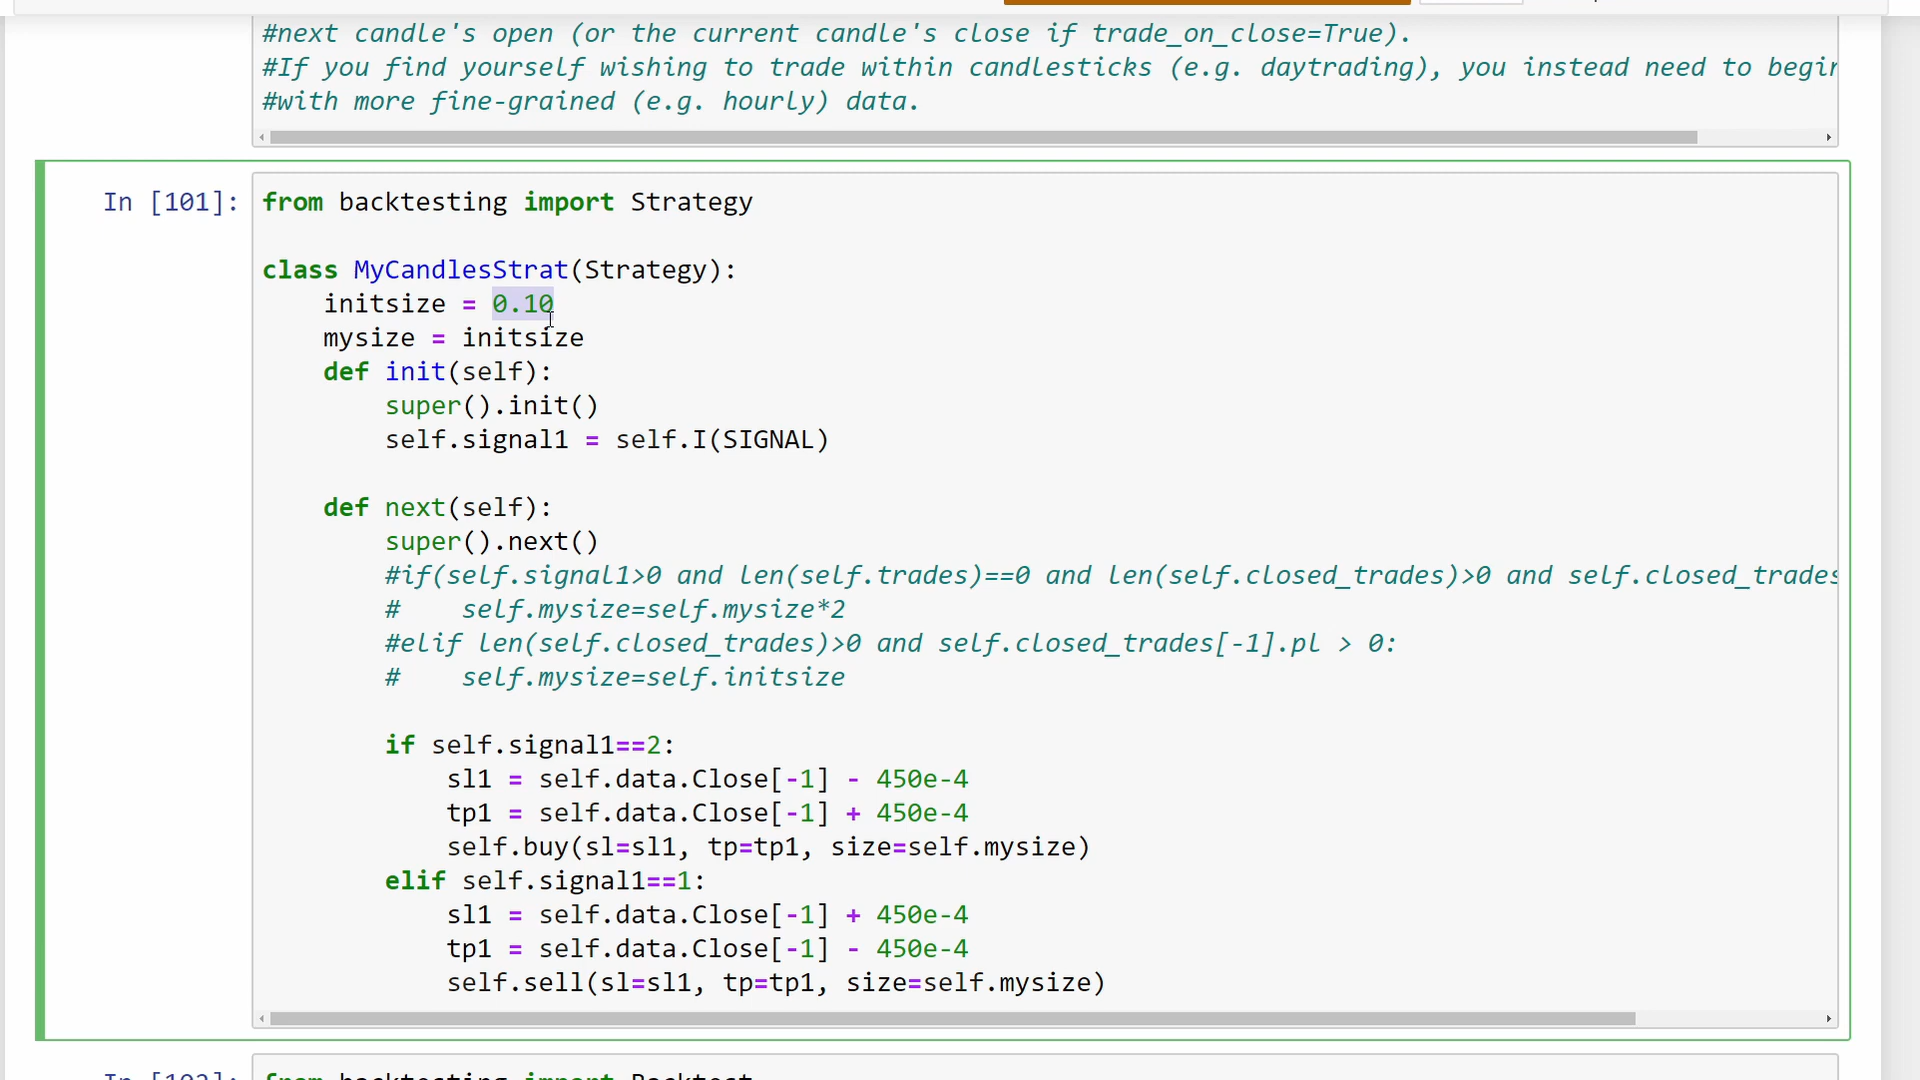 #next candle's open (or the current candle's close if trade_on_close=True).
#If you find yourself wishing to trade within candlesticks (e.g. daytrading), you instead need to begin
#with more fine-grained (e.g. hourly) data.
In [101]:
from backtesting import Strategy
class MyCandlesStrat(Strategy):
    initsize = 0.10
    mysize = initsize
    def init(self):
        super().init()
        self.signal1 = self.I(SIGNAL)
    def next(self):
        super().next()
        #if(self.signal1>0 and len(self.trades)==0 and len(self.closed_trades)>0 and self.closed_trades
        #    self.mysize=self.mysize*2
        #elif len(self.closed_trades)>0 and self.closed_trades[-1].pl > 0:
        #    self.mysize=self.initsize
        if self.signal1==2:
            sl1 = self.data.Close[-1] - 450e-4
            tp1 = self.data.Close[-1] + 450e-4
            self.buy(sl=sl1, tp=tp1, size=self.mysize)
        elif self.signal1==1:
            sl1 = self.data.Close[-1] + 450e-4
            tp1 = self.data.Close[-1] - 450e-4
            self.sell(sl=sl1, tp=tp1, size=self.mysize)
In [102]:
from backtesting import Backtest